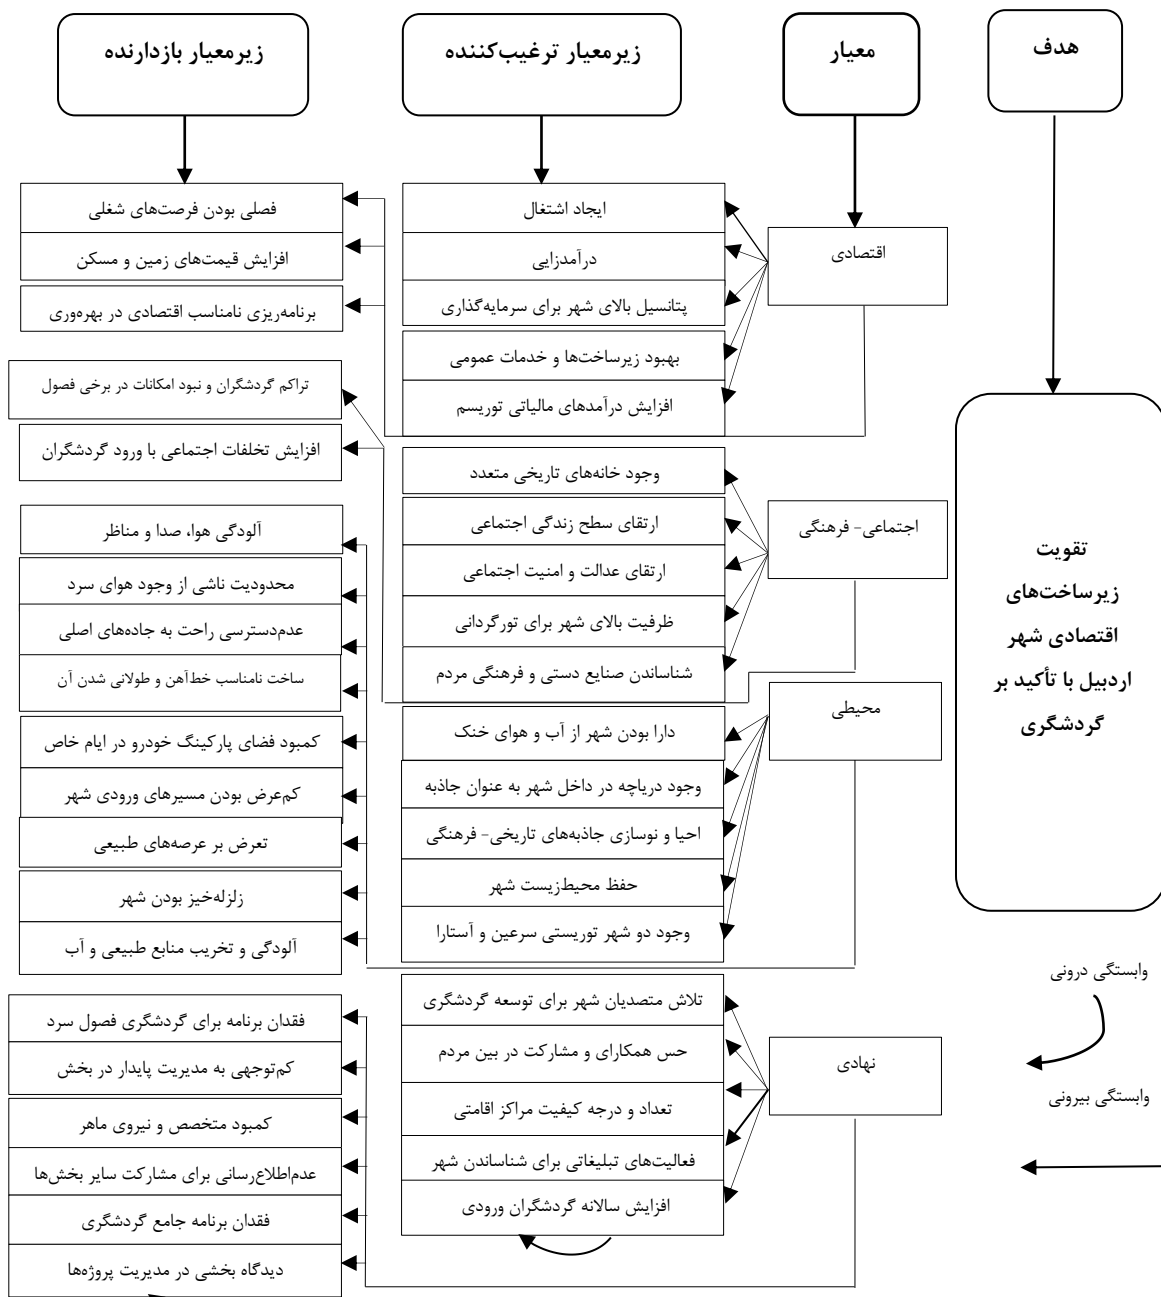 هدف
معیار
زیرمعیار ترغیب‌کننده
زیرمعیار بازدارنده
تقویت
زیرساخت‌های
اقتصادی شهر
اردبیل با تأکید بر
گردشگری
اقتصادی
ایجاد اشتغال
درآمدزایی
پتانسیل بالای شهر برای سرمایه‌گذاری
بهبود زیرساخت‌ها و خدمات عمومی
افزایش درآمدهای مالیاتی توریسم
فصلی بودن فرصت‌های شغلی
افزایش قیمت‌های زمین و مسکن
برنامه‌ریزی نامناسب اقتصادی در بهره‌وری
اجتماعی- فرهنگی
وجود خانه‌های تاریخی متعدد
ارتقای سطح زندگی اجتماعی
ارتقای عدالت و امنیت اجتماعی
ظرفیت بالای شهر برای تورگردانی
شناساندن صنایع دستی و فرهنگی مردم
تراکم گردشگران و نبود امکانات در برخی فصول
افزایش تخلفات اجتماعی با ورود گردشگران
محیطی
دارا بودن شهر از آب و هوای خنک
وجود دریاچه در داخل شهر به عنوان جاذبه
احیا و نوسازی جاذبه‌های تاریخی- فرهنگی
حفظ محیط‌زیست شهر
وجود دو شهر توریستی سرعین و آستارا
آلودگی هوا، صدا و مناظر
محدودیت ناشی از وجود هوای سرد
عدم‌دسترسی راحت به جاده‌های اصلی
ساخت نامناسب خط‌آهن و طولانی شدن آن
کمبود فضای پارکینگ خودرو در ایام خاص
کم‌عرض بودن مسیرهای ورودی شهر
تعرض بر عرصه‌های طبیعی
زلزله‌خیز بودن شهر
آلودگی و تخریب منابع طبیعی و آب
نهادی
تلاش متصدیان شهر برای توسعه گردشگری
حس همکارای و مشارکت در بین مردم
تعداد و درجه کیفیت مراکز اقامتی
فعالیت‌های تبلیغاتی برای شناساندن شهر
افزایش سالانه گردشگران ورودی
فقدان برنامه برای گردشگری فصول سرد
کم‌توجهی به مدیریت پایدار در بخش
کمبود متخصص و نیروی ماهر
عدم‌اطلاع‌رسانی برای مشارکت سایر بخش‌ها
فقدان برنامه جامع گردشگری
دیدگاه بخشی در مدیریت پروژه‌ها
وابستگی درونی
وابستگی بیرونی